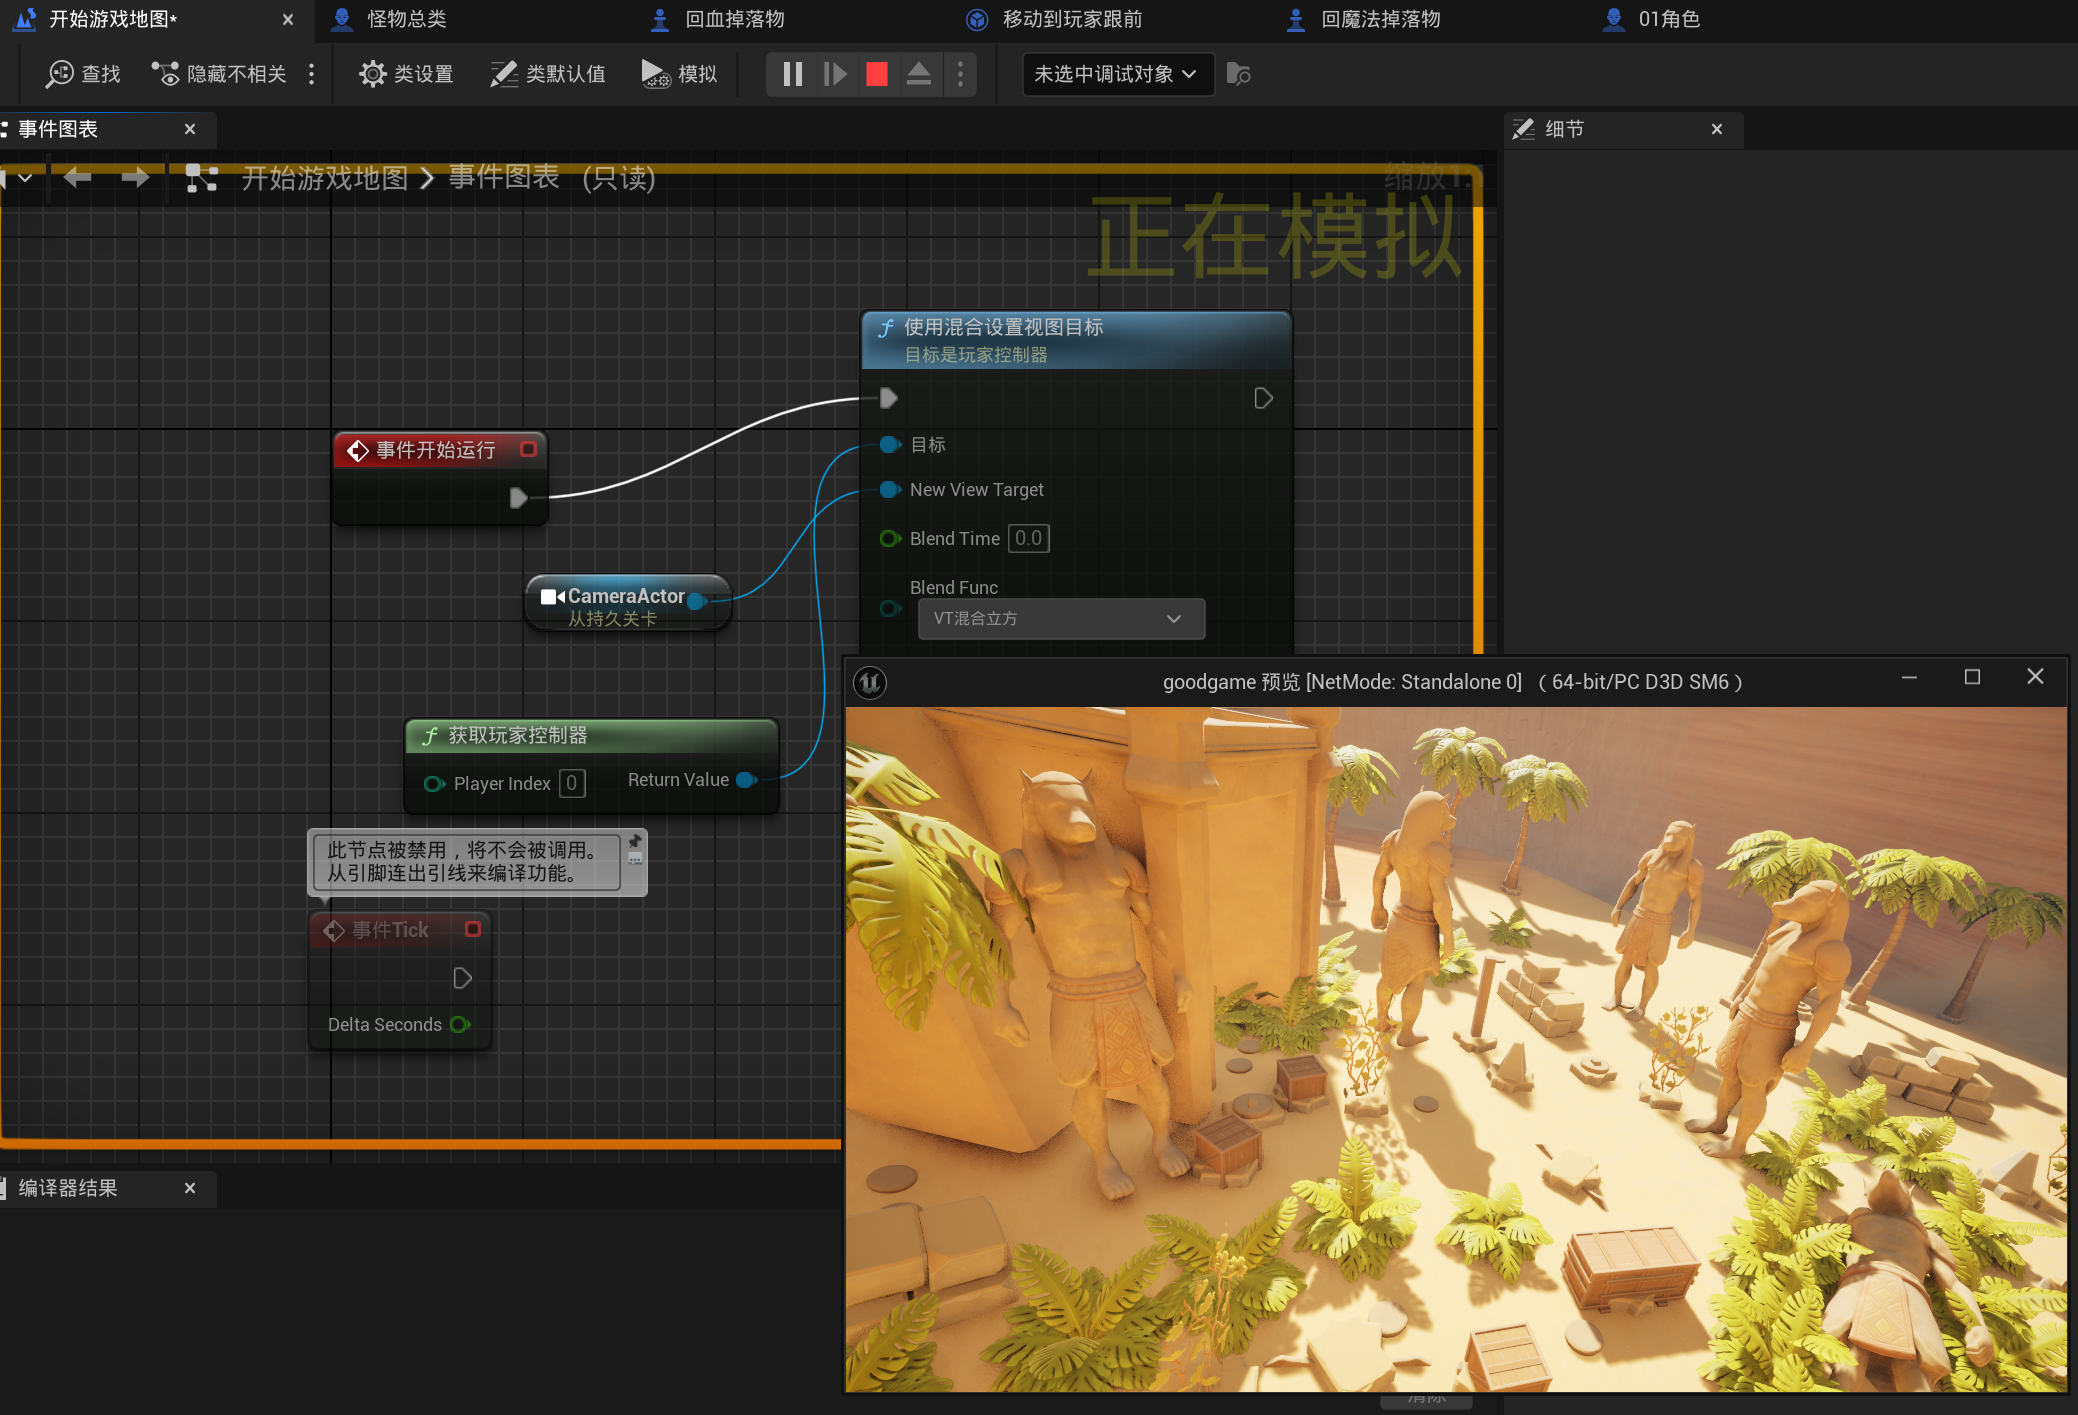 开始游戏地图*
怪物总类
回血掉落物
移动到玩家跟前
回魔法掉落物
01角色
查找
隐藏不相关
类设置
类默认值
模拟
未选中调试对象
事件图表
细节
开始游戏地图 > 事件图表 (只读)
缩放1:1
正在模拟
使用混合设置视图目标
目标是玩家控制器
目标
New View Target
Blend Time 0.0
Blend Func
VT混合立方
事件开始运行
CameraActor
从持久关卡
获取玩家控制器
Player Index 0
Return Value
此节点被禁用，将不会被调用。
从引脚连出引线来编译功能。
事件Tick
Delta Seconds
goodgame 预览 [NetMode: Standalone 0] （64-bit/PC D3D SM6）
编译器结果
清除